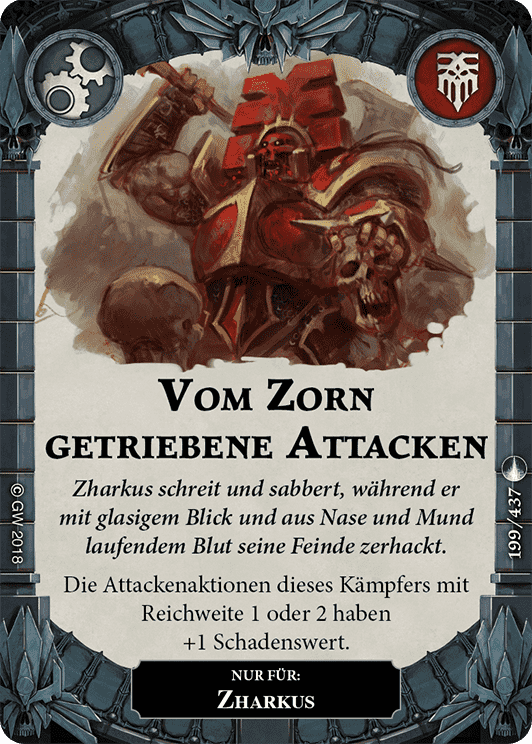 Vom Zorn
getriebene Attacken
Zharkus schreit und sabbert, während er
mit glasigem Blick und aus Nase und Mund
laufendem Blut seine Feinde zerhackt.
Die Attackenaktionen dieses Kämpfers mit
Reichweite 1 oder 2 haben
+1 Schadenswert.
nur für:
Zharkus
© GW 2018
199/437